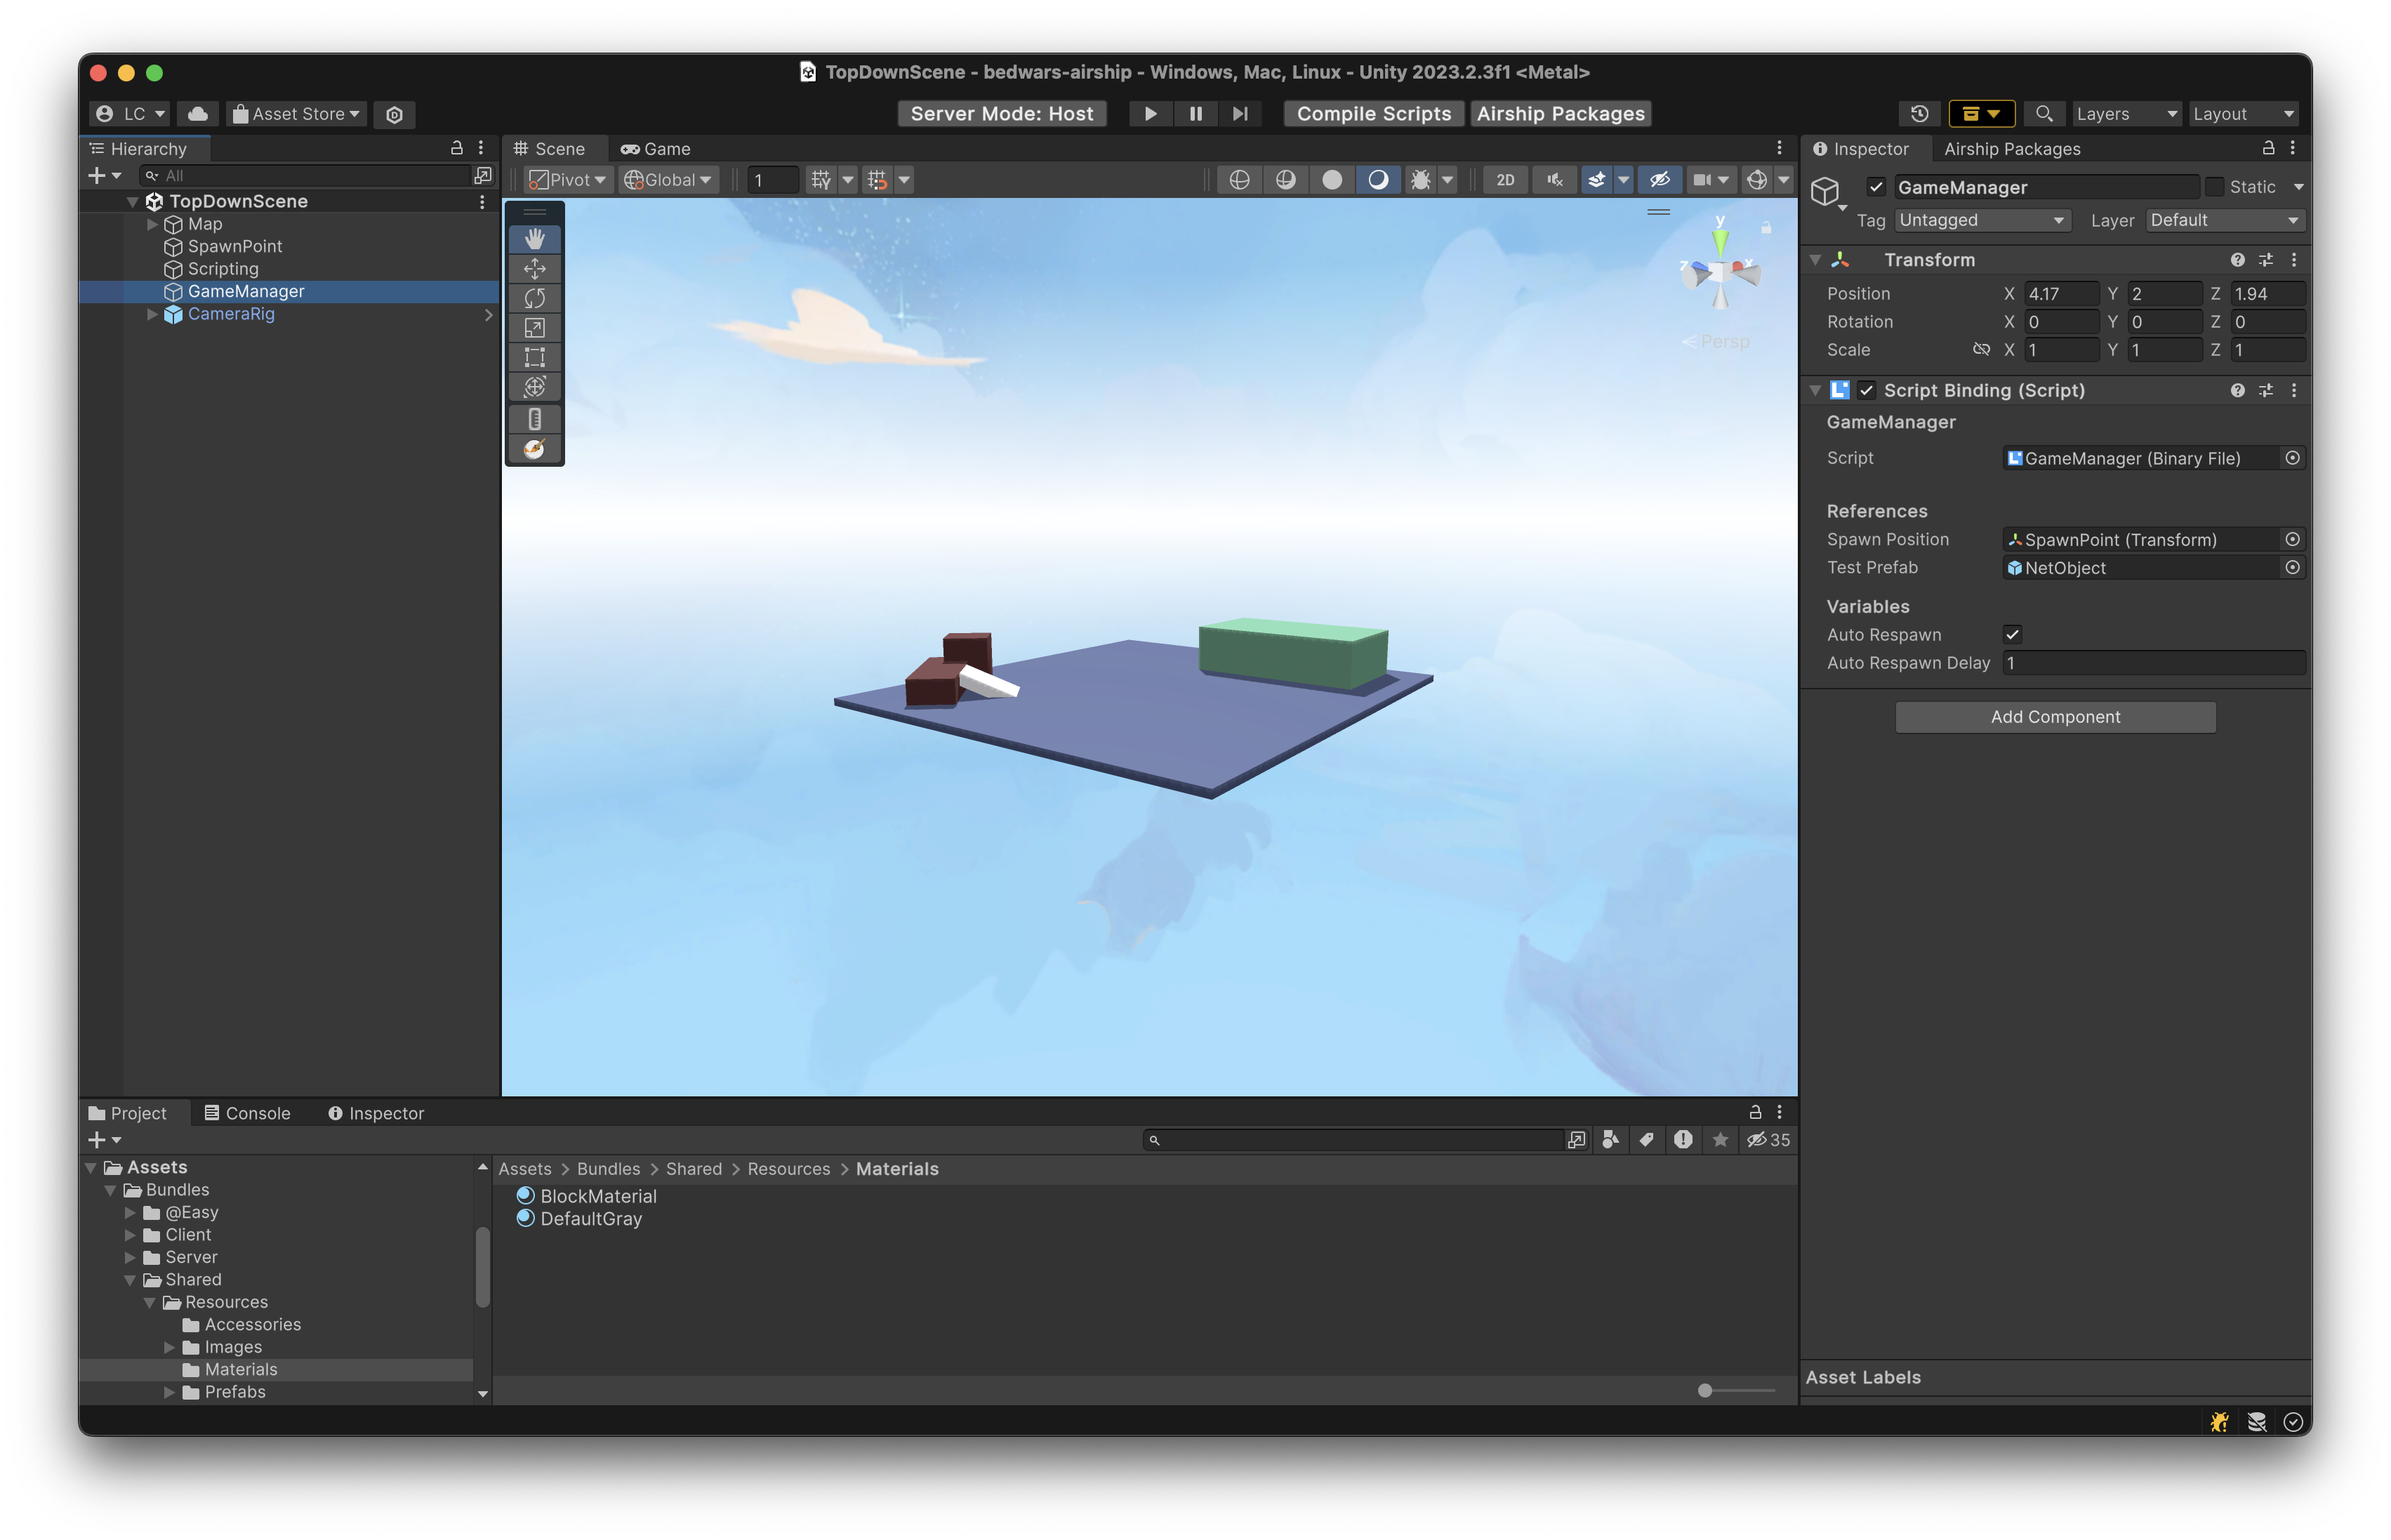 TopDownScene - bedwars-airship - Windows, Mac, Linux - Unity 2023.2.3f1 <Metal>
LC Asset Store Server Mode: Host Compile Scripts Airship Packages Layers Layout
Hierarchy
All
TopDownScene
Map
SpawnPoint
Scripting
GameManager
CameraRig
Scene Game
Pivot Global 1 2D
y
z x
Persp
Inspector Airship Packages
GameManager Static
Tag Untagged Layer Default
Transform
Position X 4.17 Y 2 Z 1.94
Rotation X 0 Y 0 Z 0
Scale X 1 Y 1 Z 1
Script Binding (Script)
GameManager
Script GameManager (Binary File)
References
Spawn Position SpawnPoint (Transform)
Test Prefab NetObject
Variables
Auto Respawn
Auto Respawn Delay 1
Add Component
Asset Labels
Project Console Inspector
35
Assets
Bundles
@Easy
Client
Server
Shared
Resources
Accessories
Images
Materials
Prefabs
Assets > Bundles > Shared > Resources > Materials
BlockMaterial
DefaultGray